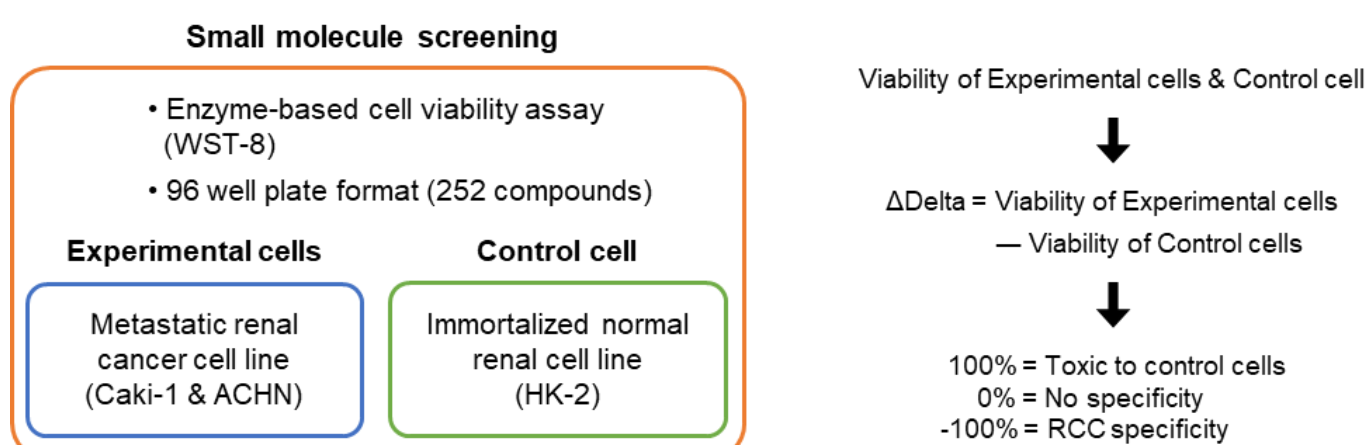 Small molecule screening
• Enzyme-based cell viability assay
(WST-8)
• 96 well plate format (252 compounds)
Experimental cells
Metastatic renal
cancer cell line
(Caki-1 & ACHN)
Control cell
Immortalized normal
renal cell line
(HK-2)
Viability of Experimental cells & Control cell
ΔDelta = Viability of Experimental cells
— Viability of Control cells
100% = Toxic to control cells
0% = No specificity
-100% = RCC specificity